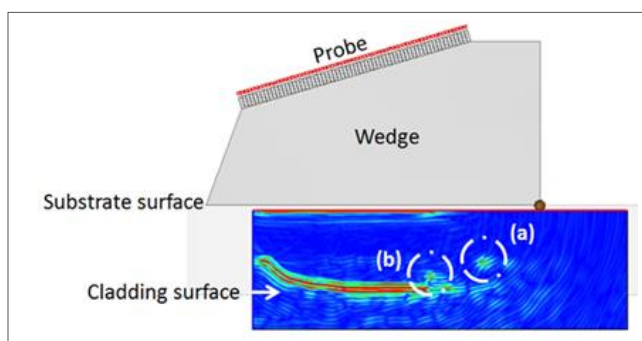 Probe
Wedge
Substrate surface
(a)
(b)
Cladding surface